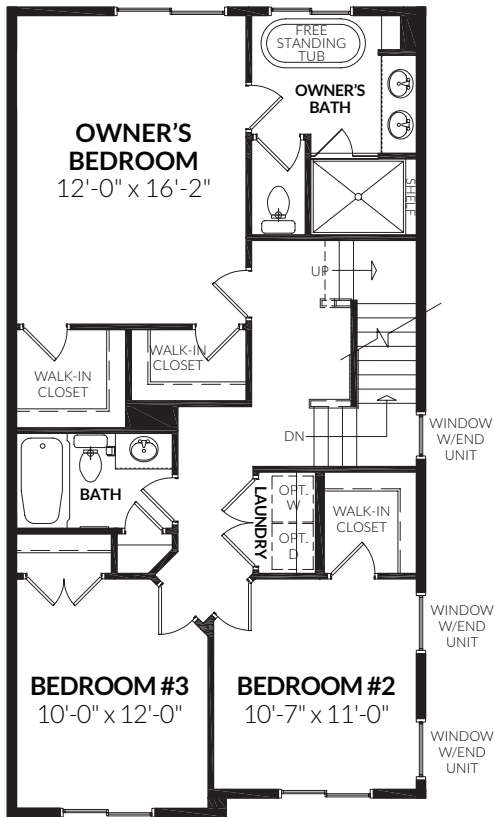 FREE
STANDING
TUB
OWNER'S
BATH
OWNER'S
BEDROOM
12'-0" x 16'-2"
SHELF
UP
WALK-IN
CLOSET
WALK-IN
CLOSET
DN
WINDOW
W/END
UNIT
BATH
LAUNDRY
OPT.
W
OPT.
D
WALK-IN
CLOSET
WINDOW
W/END
UNIT
BEDROOM #3
10'-0" x 12'-0"
BEDROOM #2
10'-7" x 11'-0"
WINDOW
W/END
UNIT